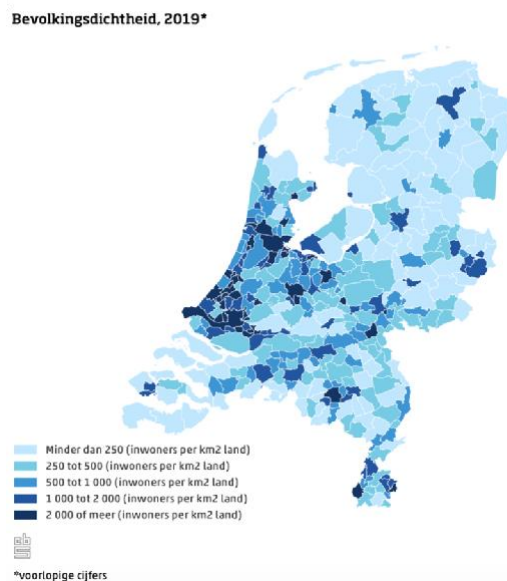 Bevolkingsdichtheid, 2019*
Minder dan 250 (inwoners per km2 land)
250 tot 500 (inwoners per km2 land)
500 tot 1 000 (inwoners per km2 land)
1 000 tot 2 000 (inwoners per km2 land)
2 000 of meer (inwoners per km2 land)
*voorlopige cijfers